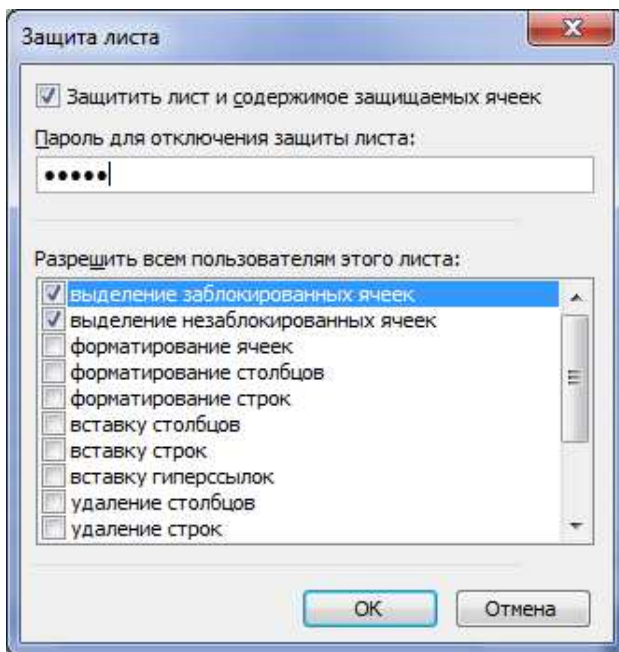 Защита листа
Защитить лист и содержимое защищаемых ячеек
Пароль для отключения защиты листа:
•••••
Разрешить всем пользователям этого листа:
выделение заблокированных ячеек
выделение незаблокированных ячеек
форматирование ячеек
форматирование столбцов
форматирование строк
вставку столбцов
вставку строк
вставку гиперссылок
удаление столбцов
удаление строк
ОК
Отмена